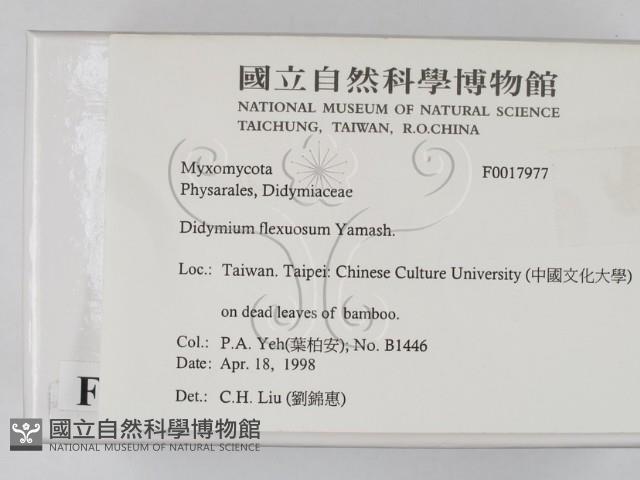 國立自然科學博物館
NATIONAL MUSEUM OF NATURAL SCIENCE
TAICHUNG, TAIWAN, R.O.CHINA
Myxomycota F0017977
Physarales, Didymiaceae
Didymium flexuosum Yamash.
Loc.: Taiwan. Taipei: Chinese Culture University (中國文化大學)
on dead leaves of bamboo.
Col.: P.A. Yeh(葉柏安); No. B1446
Date: Apr. 18, 1998
Det.: C.H. Liu (劉錦惠)
F
國立自然科學博物館
NATIONAL MUSEUM OF NATURAL SCIENCE